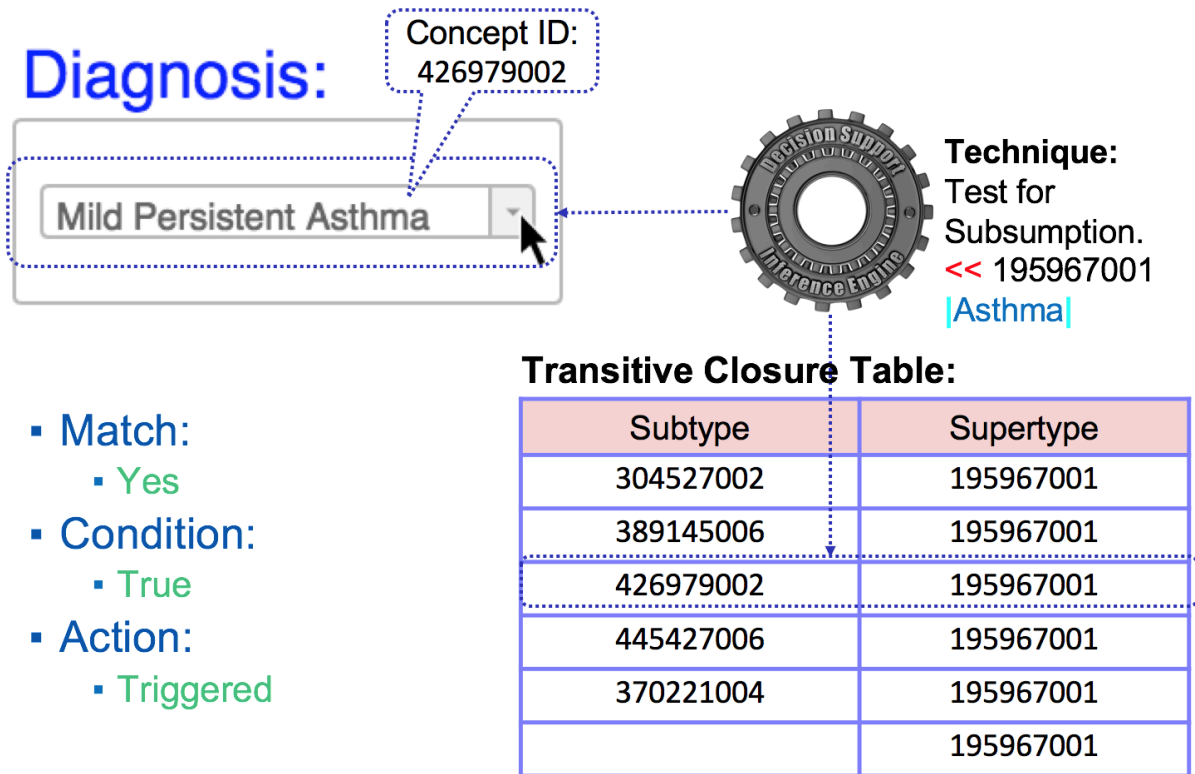 Concept ID:
426979002
Diagnosis:
Mild Persistent Asthma
Decision Support
Inference Engine
Technique:
Test for
Subsumption.
<< 195967001
|Asthma|
Match:
Yes
Condition:
True
Action:
Triggered
Transitive Closure Table:
Subtype Supertype
304527002 195967001
389145006 195967001
426979002 195967001
445427006 195967001
370221004 195967001
195967001